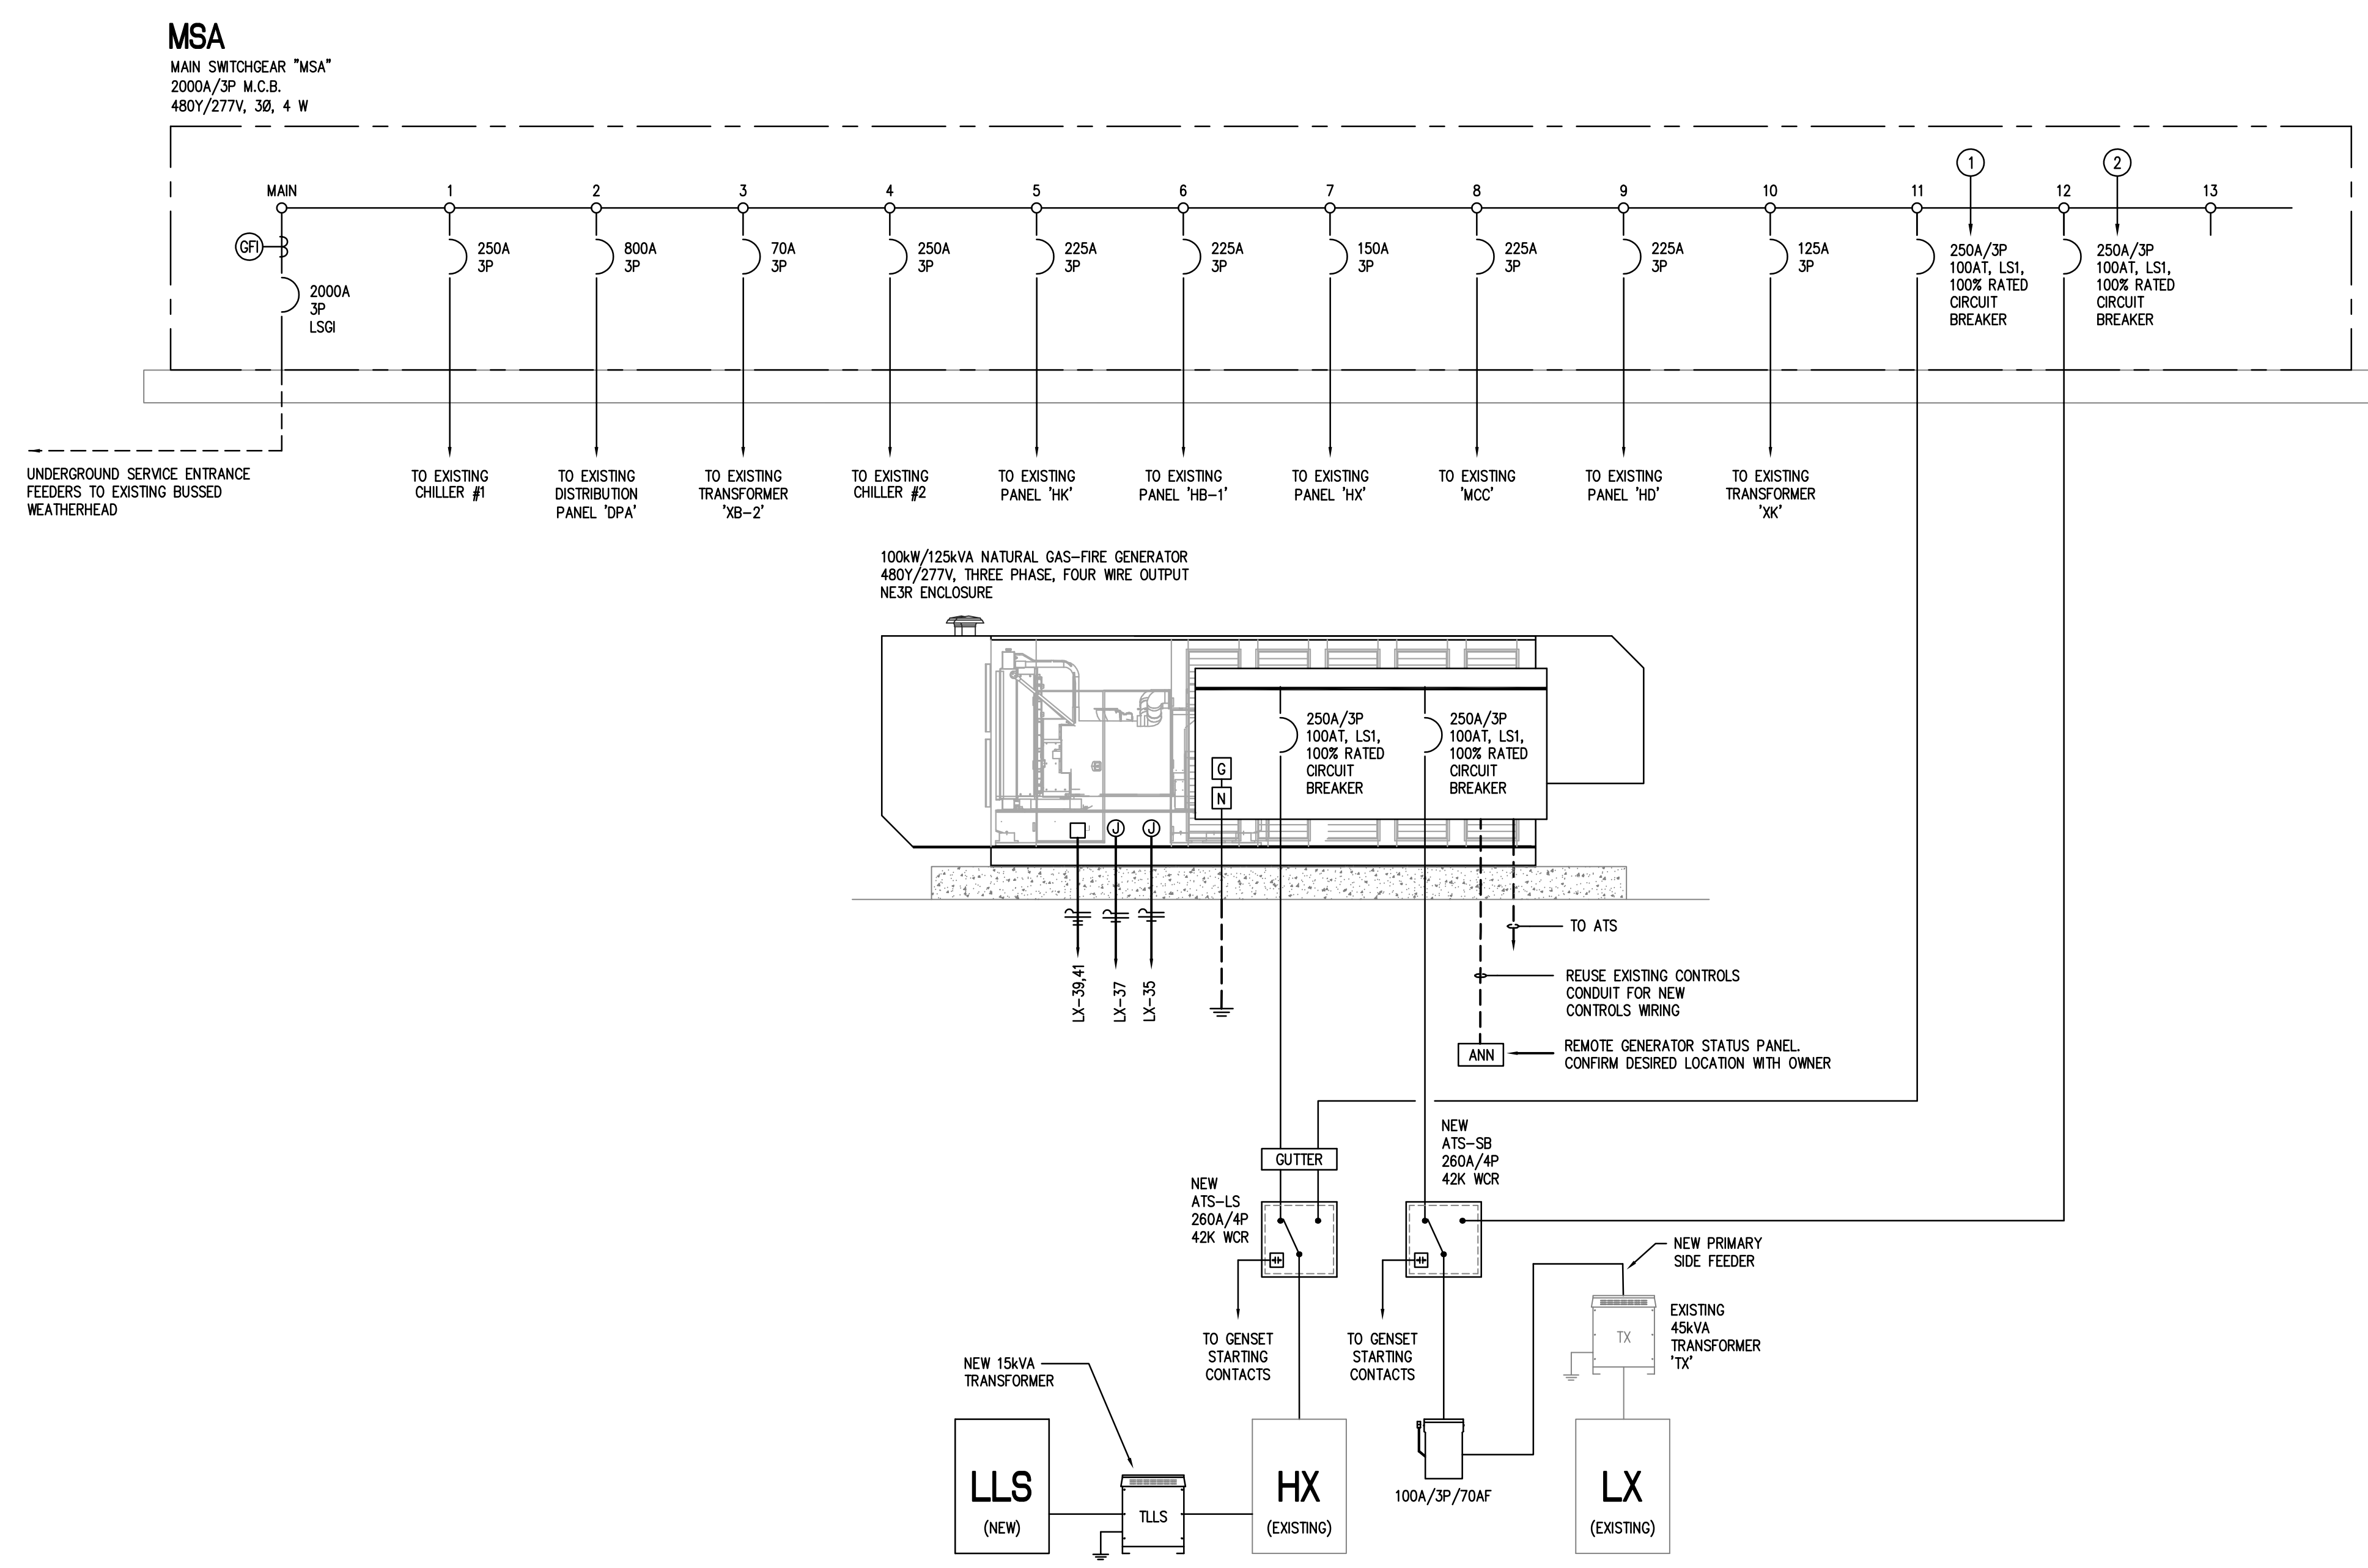 MSA
MAIN SWITCHGEAR "MSA"
2000A/3P M.C.B.
480Y/277V, 3Ø, 4 W
MAIN
1
2
3
4
5
6
7
8
9
10
11
1
12
2
13
GFI
2000A
3P
LSGI
250A
3P
800A
3P
70A
3P
250A
3P
225A
3P
225A
3P
150A
3P
225A
3P
225A
3P
125A
3P
250A/3P
100AT, LS1,
100% RATED
CIRCUIT
BREAKER
250A/3P
100AT, LS1,
100% RATED
CIRCUIT
BREAKER
UNDERGROUND SERVICE ENTRANCE
FEEDERS TO EXISTING BUSSED
WEATHERHEAD
TO EXISTING
CHILLER #1
TO EXISTING
DISTRIBUTION
PANEL 'DPA'
TO EXISTING
TRANSFORMER
'XB-2'
TO EXISTING
CHILLER #2
TO EXISTING
PANEL 'HK'
TO EXISTING
PANEL 'HB-1'
TO EXISTING
PANEL 'HX'
TO EXISTING
'MCC'
TO EXISTING
PANEL 'HD'
TO EXISTING
TRANSFORMER
'XK'
100kW/125kVA NATURAL GAS-FIRE GENERATOR
480Y/277V, THREE PHASE, FOUR WIRE OUTPUT
NE3R ENCLOSURE
250A/3P
100AT, LS1,
100% RATED
CIRCUIT
BREAKER
250A/3P
100AT, LS1,
100% RATED
CIRCUIT
BREAKER
G
N
J
J
LX-39,41
LX-37
LX-35
TO ATS
REUSE EXISTING CONTROLS
CONDUIT FOR NEW
CONTROLS WIRING
ANN
REMOTE GENERATOR STATUS PANEL.
CONFIRM DESIRED LOCATION WITH OWNER
GUTTER
NEW
ATS-SB
260A/4P
42K WCR
NEW
ATS-LS
260A/4P
42K WCR
NEW PRIMARY
SIDE FEEDER
TO GENSET
STARTING
CONTACTS
TO GENSET
STARTING
CONTACTS
TX
EXISTING
45kVA
TRANSFORMER
'TX'
NEW 15kVA
TRANSFORMER
LLS
(NEW)
TLLS
HX
(EXISTING)
100A/3P/70AF
LX
(EXISTING)